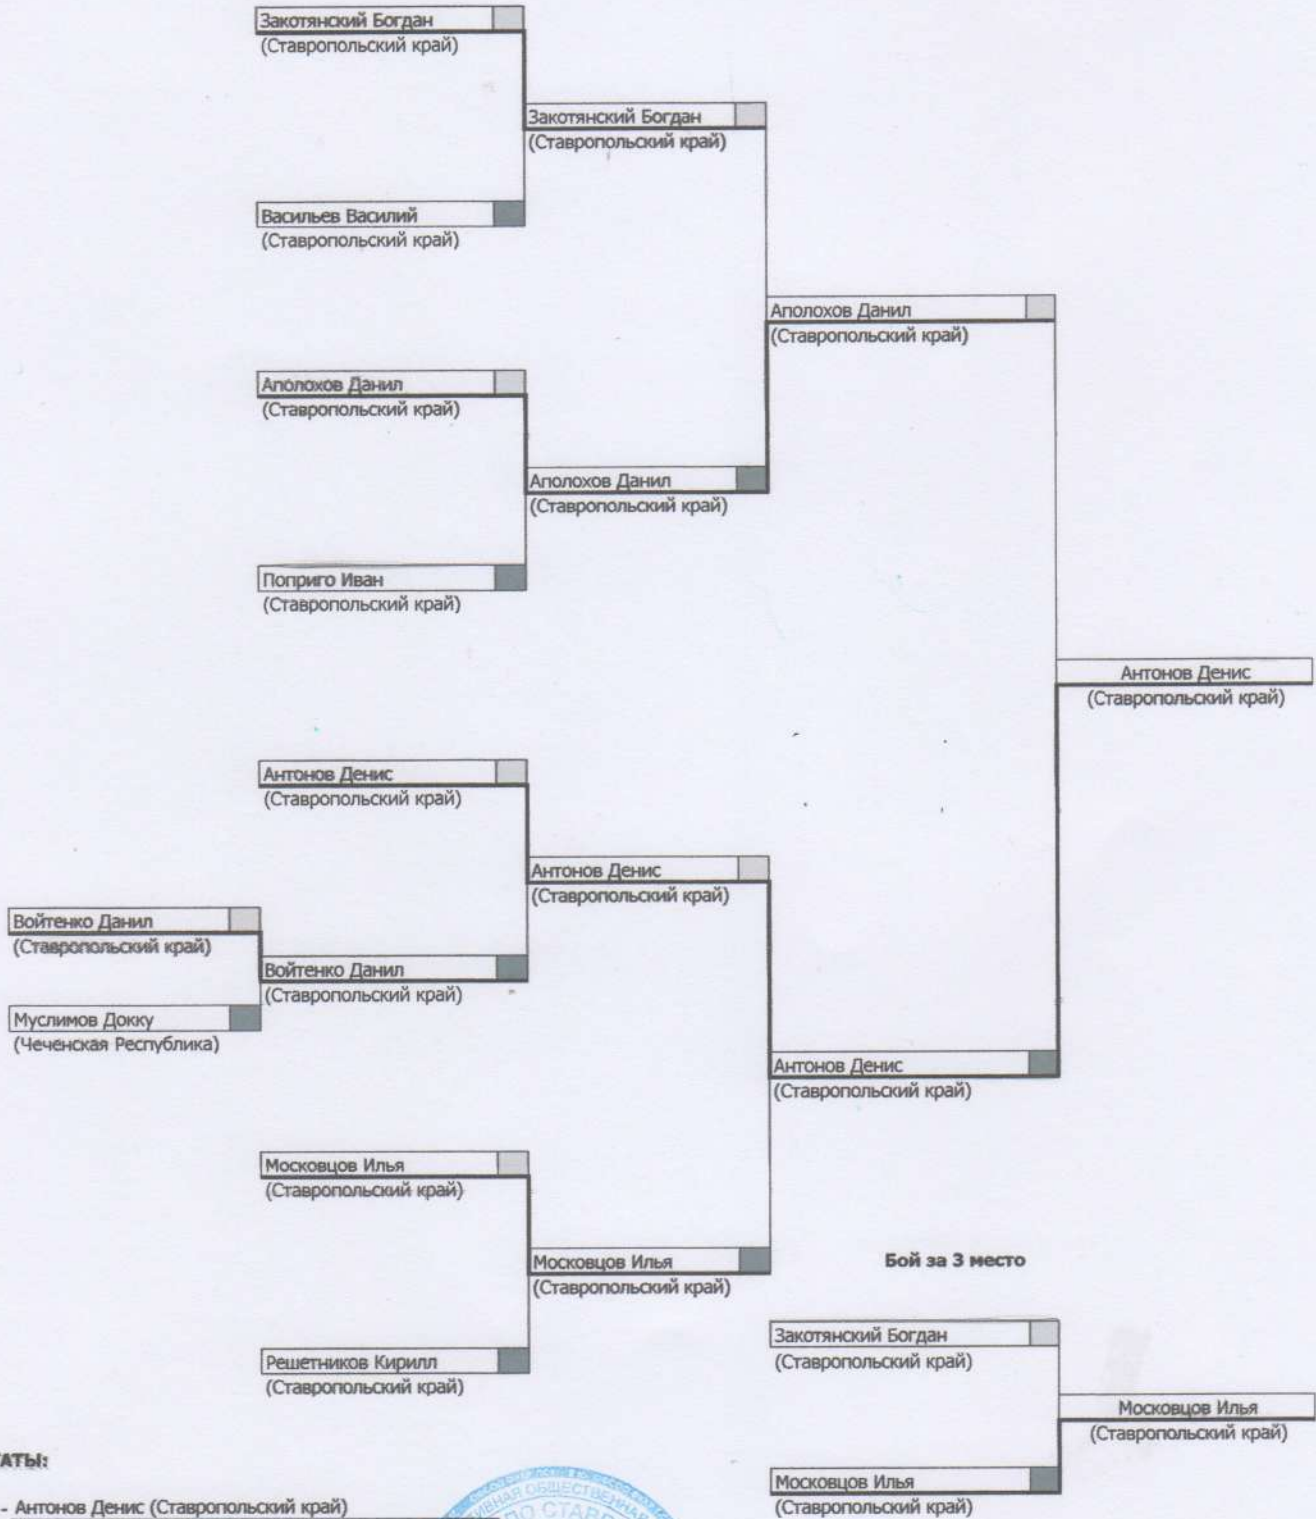 Закотянский Богдан
(Ставропольский край)
Закотянский Богдан
(Ставропольский край)
Васильев Василий
(Ставропольский край)
Аполохов Данил
(Ставропольский край)
Аполохов Данил
(Ставропольский край)
Аполохов Данил
(Ставропольский край)
Поприго Иван
(Ставропольский край)
Антонов Денис
(Ставропольский край)
Антонов Денис
(Ставропольский край)
Антонов Денис
(Ставропольский край)
Войтенко Данил
(Ставропольский край)
Войтенко Данил
(Ставропольский край)
Муслимов Докку
(Чеченская Республика)
Антонов Денис
(Ставропольский край)
Московцов Илья
(Ставропольский край)
Московцов Илья
(Ставропольский край)
Решетников Кирилл
(Ставропольский край)
Бой за 3 место
Закотянский Богдан
(Ставропольский край)
Московцов Илья
(Ставропольский край)
Московцов Илья
(Ставропольский край)
ТАТЫ:
- Антонов Денис (Ставропольский край)
ОБЩЕСТВЕННАЯ
ПО СТАВР